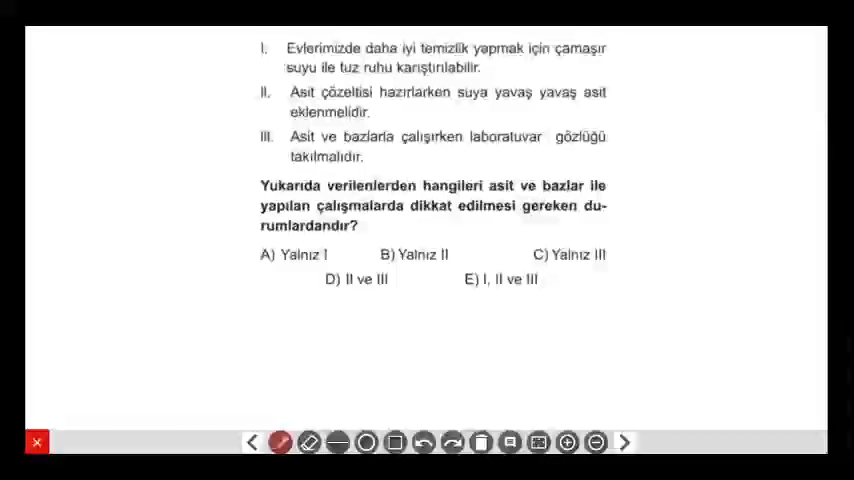 I. Evlerimizde daha iyi temizlik yapmak için çamaşır
suyu ile tuz ruhu karıştırılabilir.
II. Asit çözeltisi hazırlarken suya yavaş yavaş asit
eklenmelidir.
III. Asit ve bazlarla çalışırken laboratuvar gözlüğü
takılmalıdır.
Yukarıda verilenlerden hangileri asit ve bazlar ile
yapılan çalışmalarda dikkat edilmesi gereken du-
rumlardandır?
A) Yalnız I B) Yalnız II C) Yalnız III
D) II ve III E) I, II ve III